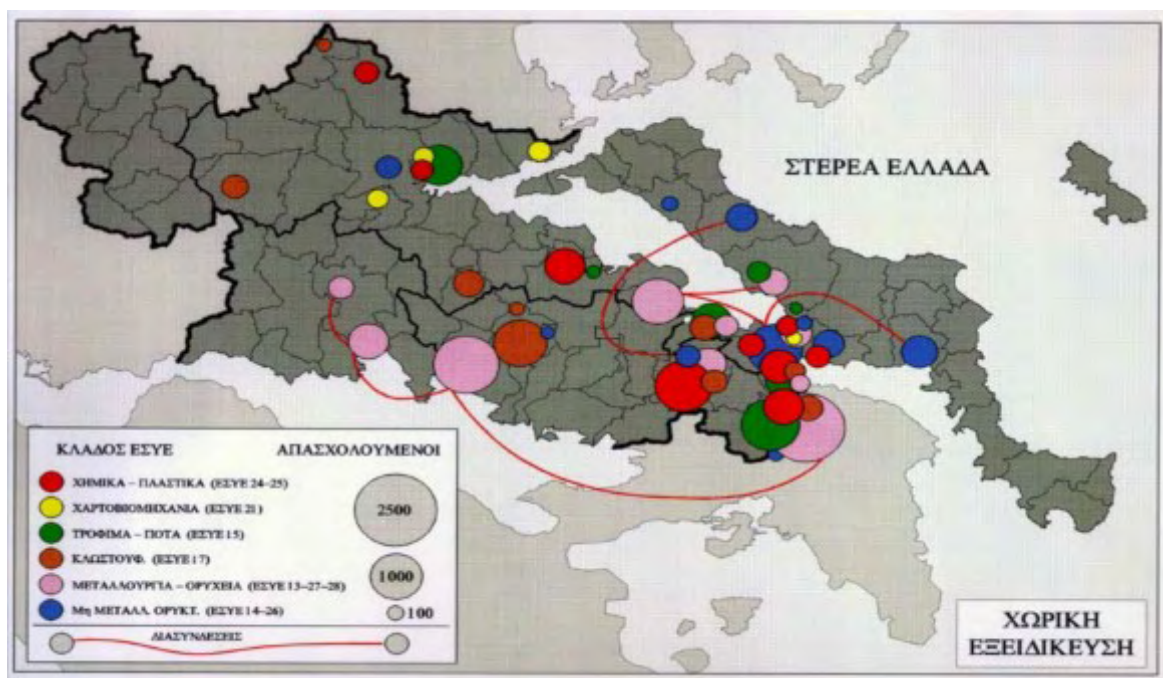 ΣΤΕΡΕΑ ΕΛΛΑΔΑ
ΚΛΑΔΟΣ ΕΣΥΕ ΑΠΑΣΧΟΛΟΥΜΕΝΟΙ
ΧΗΜΙΚΑ – ΠΛΑΣΤΙΚΑ (ΕΣΥΕ 24–25)
ΧΑΡΤΟΒΙΟΜΗΧΑΝΙΑ (ΕΣΥΕ 21)
2500
ΤΡΟΦΙΜΑ – ΠΟΤΑ (ΕΣΥΕ 15)
ΚΛΩΣΤΟΥΦ. (ΕΣΥΕ 17)
1000
ΜΕΤΑΛΛΟΥΡΓΙΑ – ΟΡΥΧΕΙΑ (ΕΣΥΕ 13–27–28)
Μη ΜΕΤΑΛΛ. ΟΡΥΚΤ. (ΕΣΥΕ 14–26)
100
ΔΙΑΣΥΝΔΕΣΕΙΣ
ΧΩΡΙΚΗ
ΕΞΕΙΔΙΚΕΥΣΗ